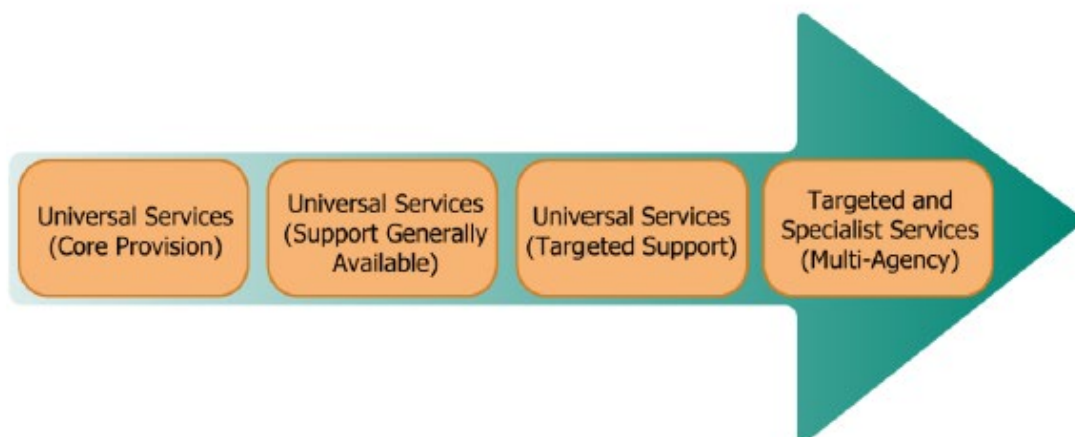 Universal Services
(Core Provision)
Universal Services
(Support Generally
Available)
Universal Services
(Targeted Support)
Targeted and
Specialist Services
(Multi-Agency)